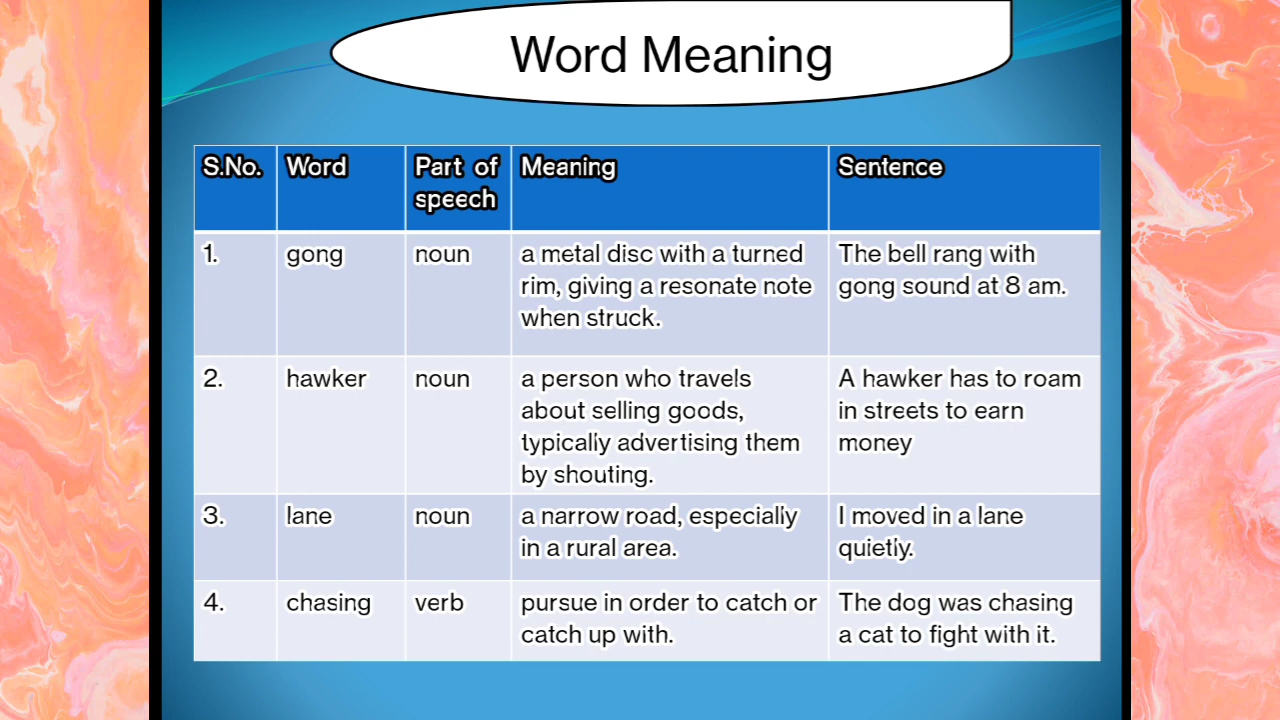 Word Meaning
S.No.
Word
Part of
speech
Meaning
Sentence
1.
gong
noun
a metal disc with a turned
rim, giving a resonate note
when struck.
The bell rang with
gong sound at 8 am.
2.
hawker
noun
a person who travels
about selling goods,
typically advertising them
by shouting.
A hawker has to roam
in streets to earn
money
3.
lane
noun
a narrow road, especially
in a rural area.
I moved in a lane
quietly.
4.
chasing
verb
pursue in order to catch or
catch up with.
The dog was chasing
a cat to fight with it.